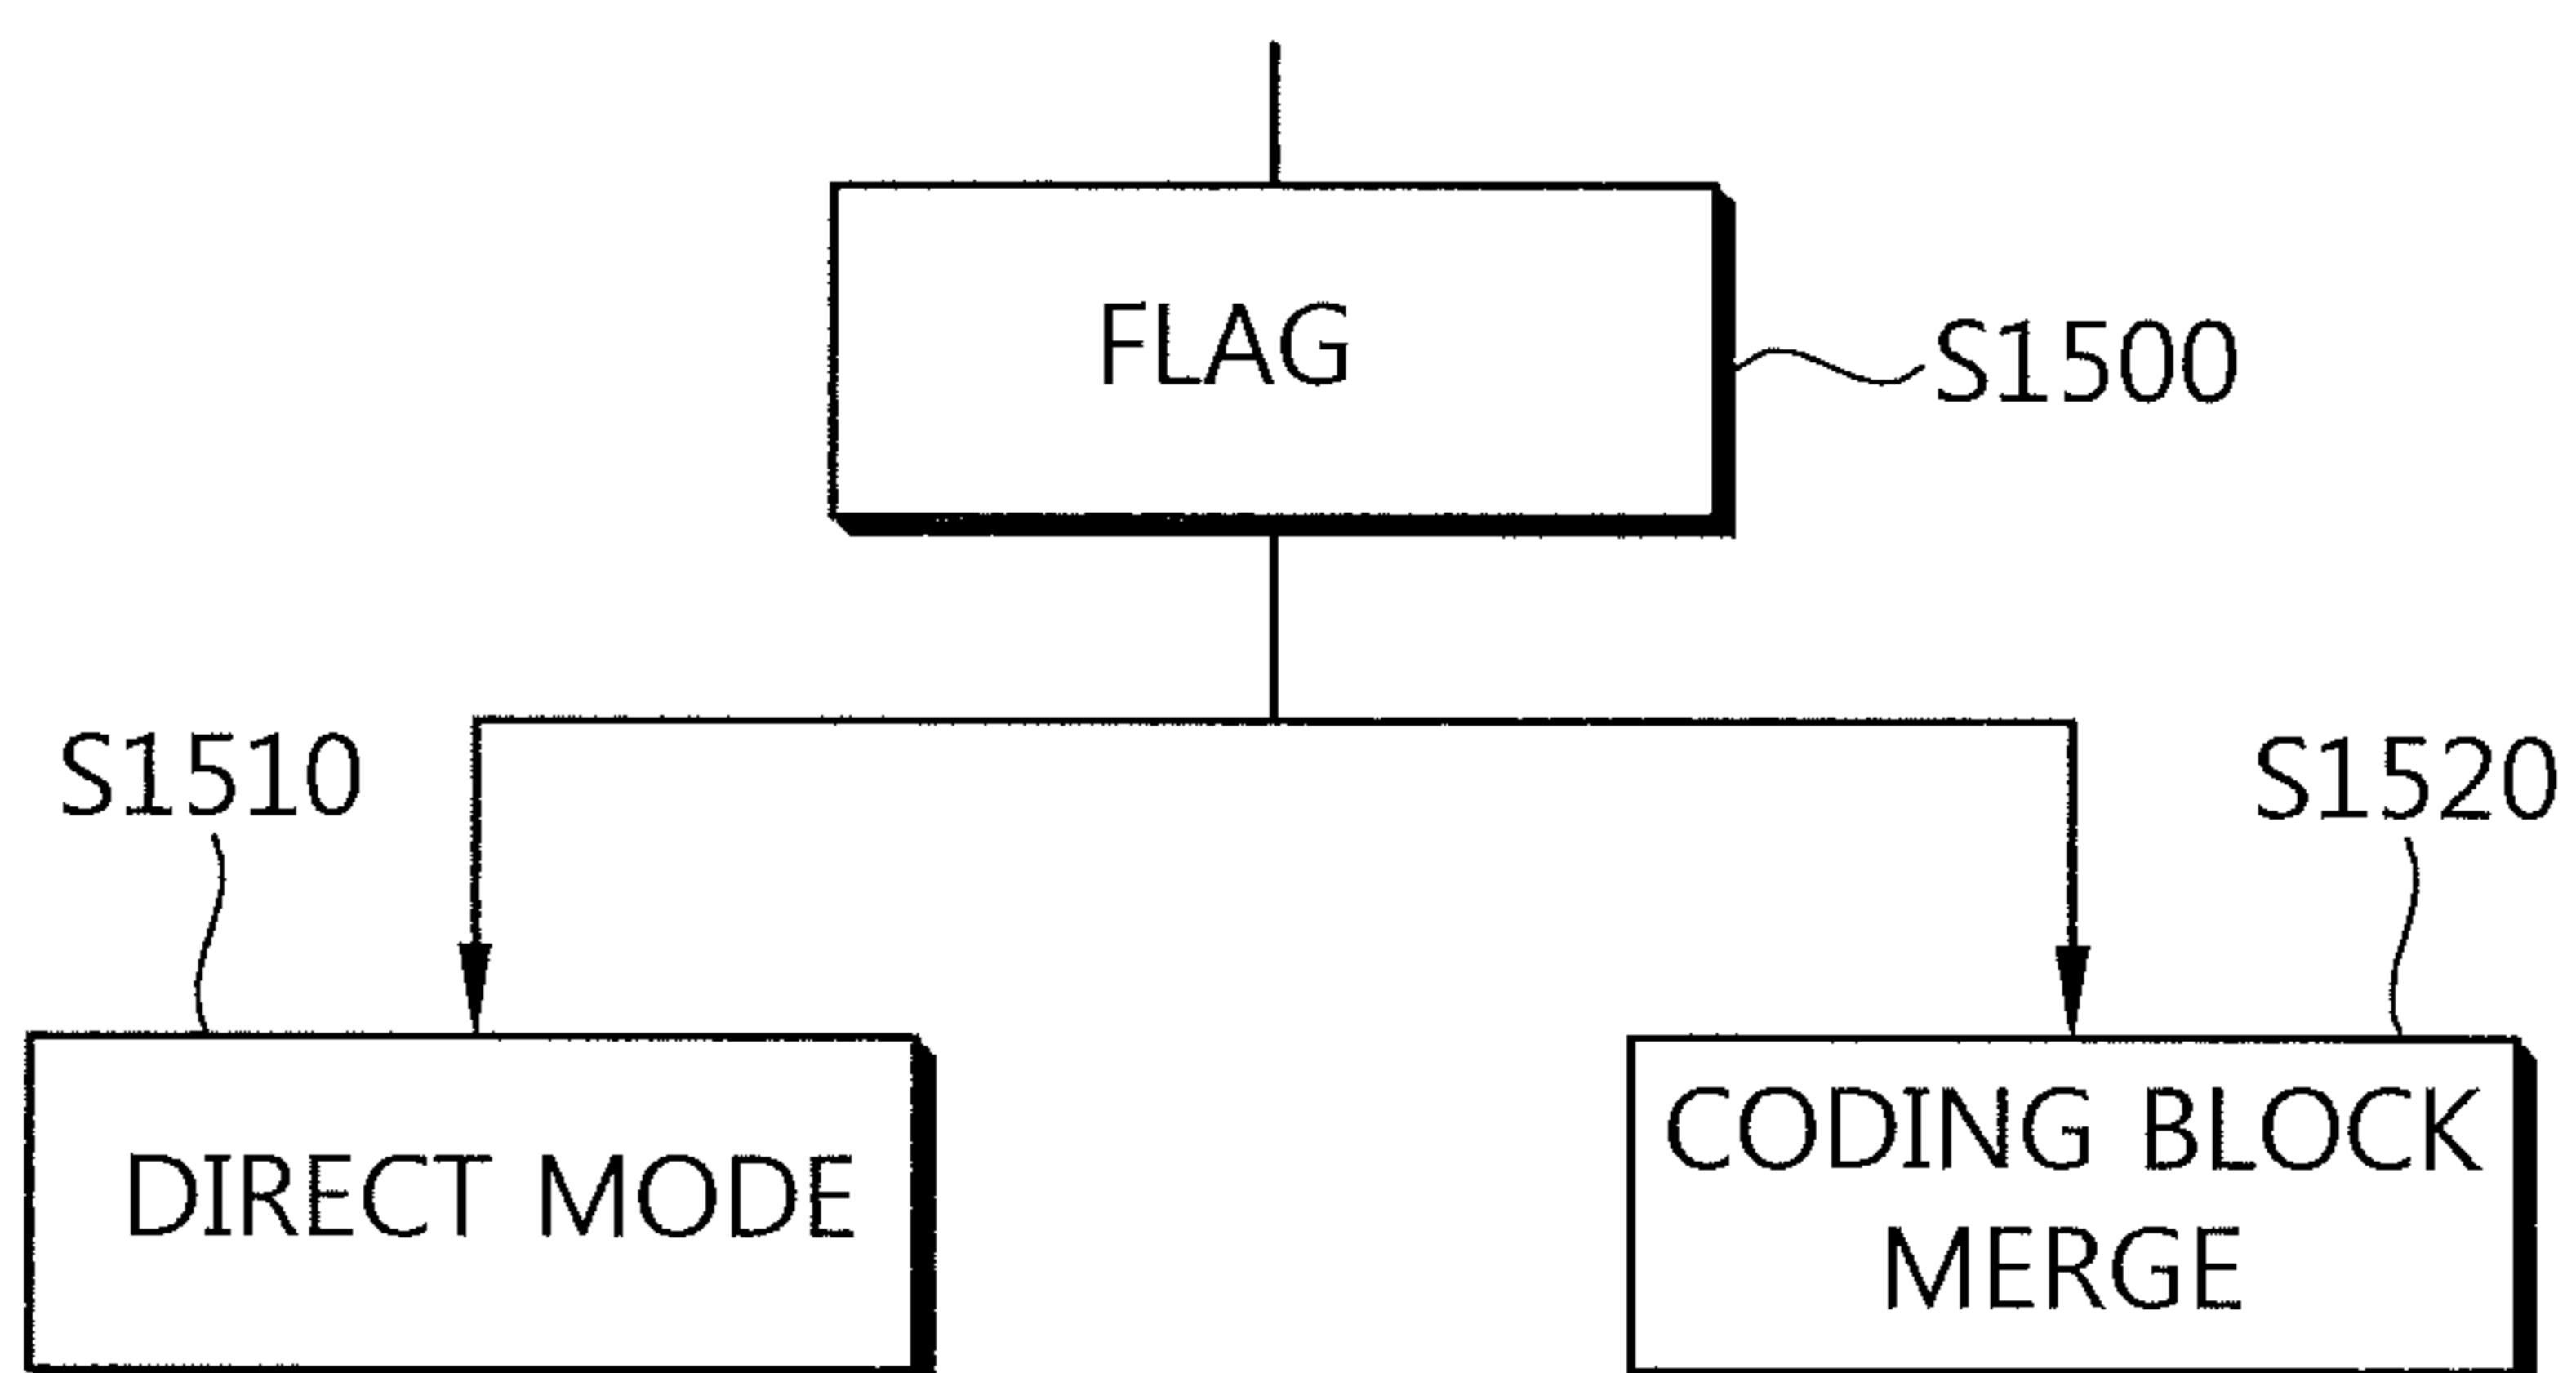 FLAG
S1500
S1510
S1520
DIRECT MODE
CODING BLOCK
MERGE